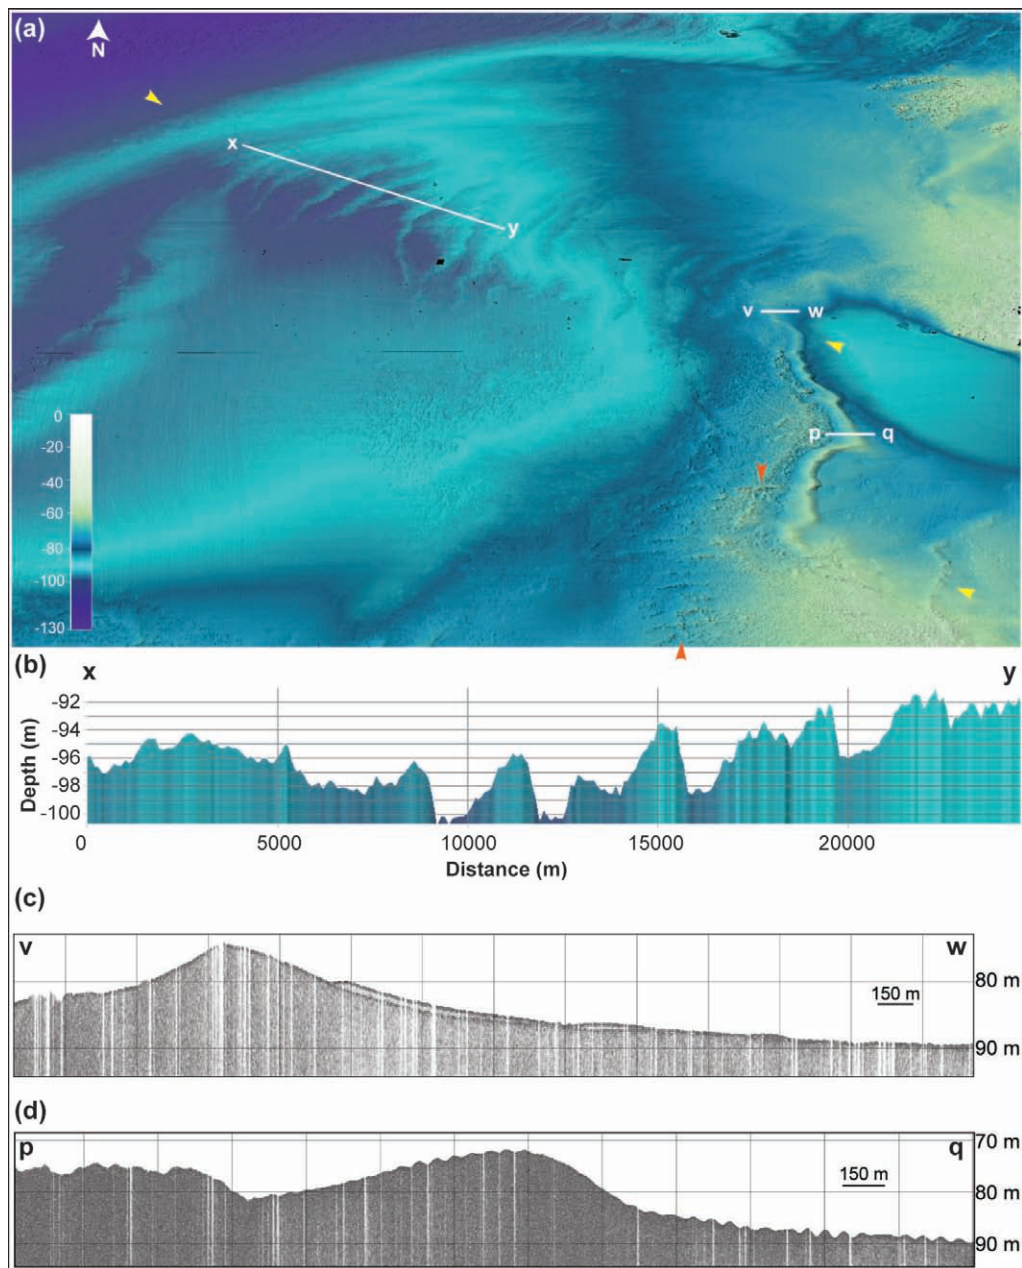 (a)
N
x
y
v w
p q
0
-20
-40
-60
-80
-100
-130
(b)
x y
-92
-94
-96
-98
-100
Depth (m)
0 5000 10000 15000 20000
Distance (m)
(c)
v w
80 m
150 m
90 m
(d)
p q
70 m
150 m
80 m
90 m